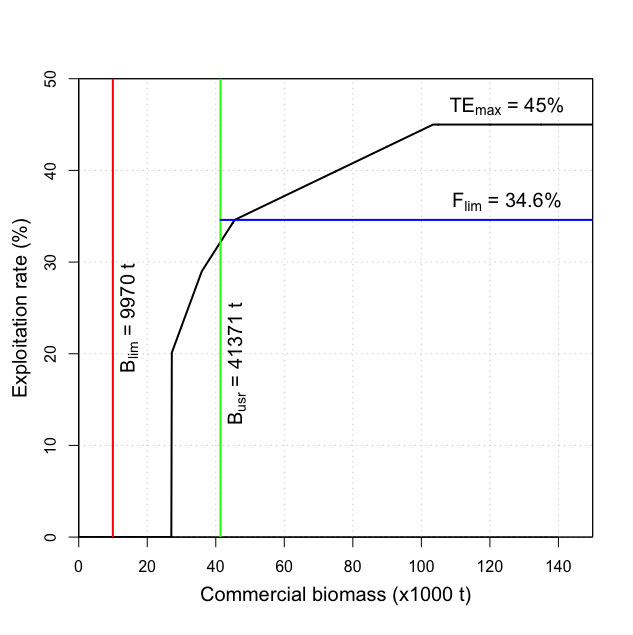 TEmax = 45%
Flim = 34.6%
Blim = 9970 t
Busr = 41371 t
Exploitation rate (%)
50
40
30
20
10
0
0 20 40 60 80 100 120 140
Commercial biomass (x1000 t)